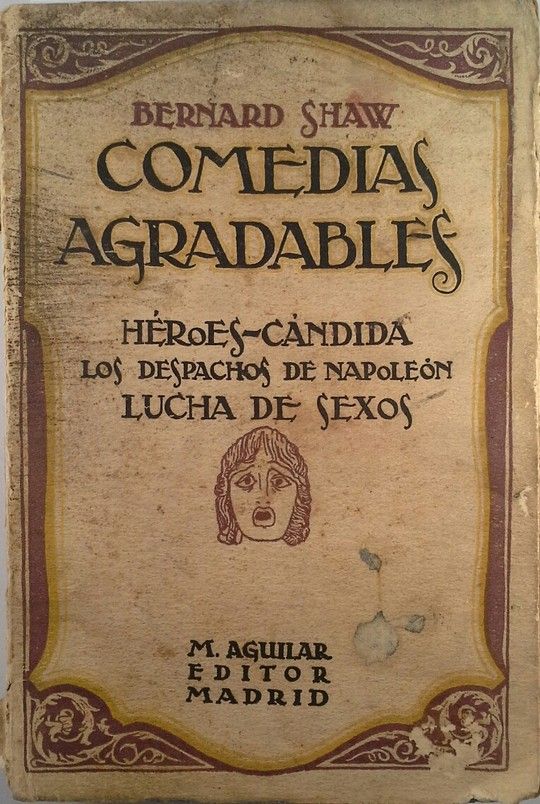 BERNARD SHAW
COMEDIAS
AGRADABLES
HÉROES-CÁNDIDA
LOS DESPACHOS DE NAPOLEÓN
LUCHA DE SEXOS
M. AGUILAR
EDITOR
MADRID